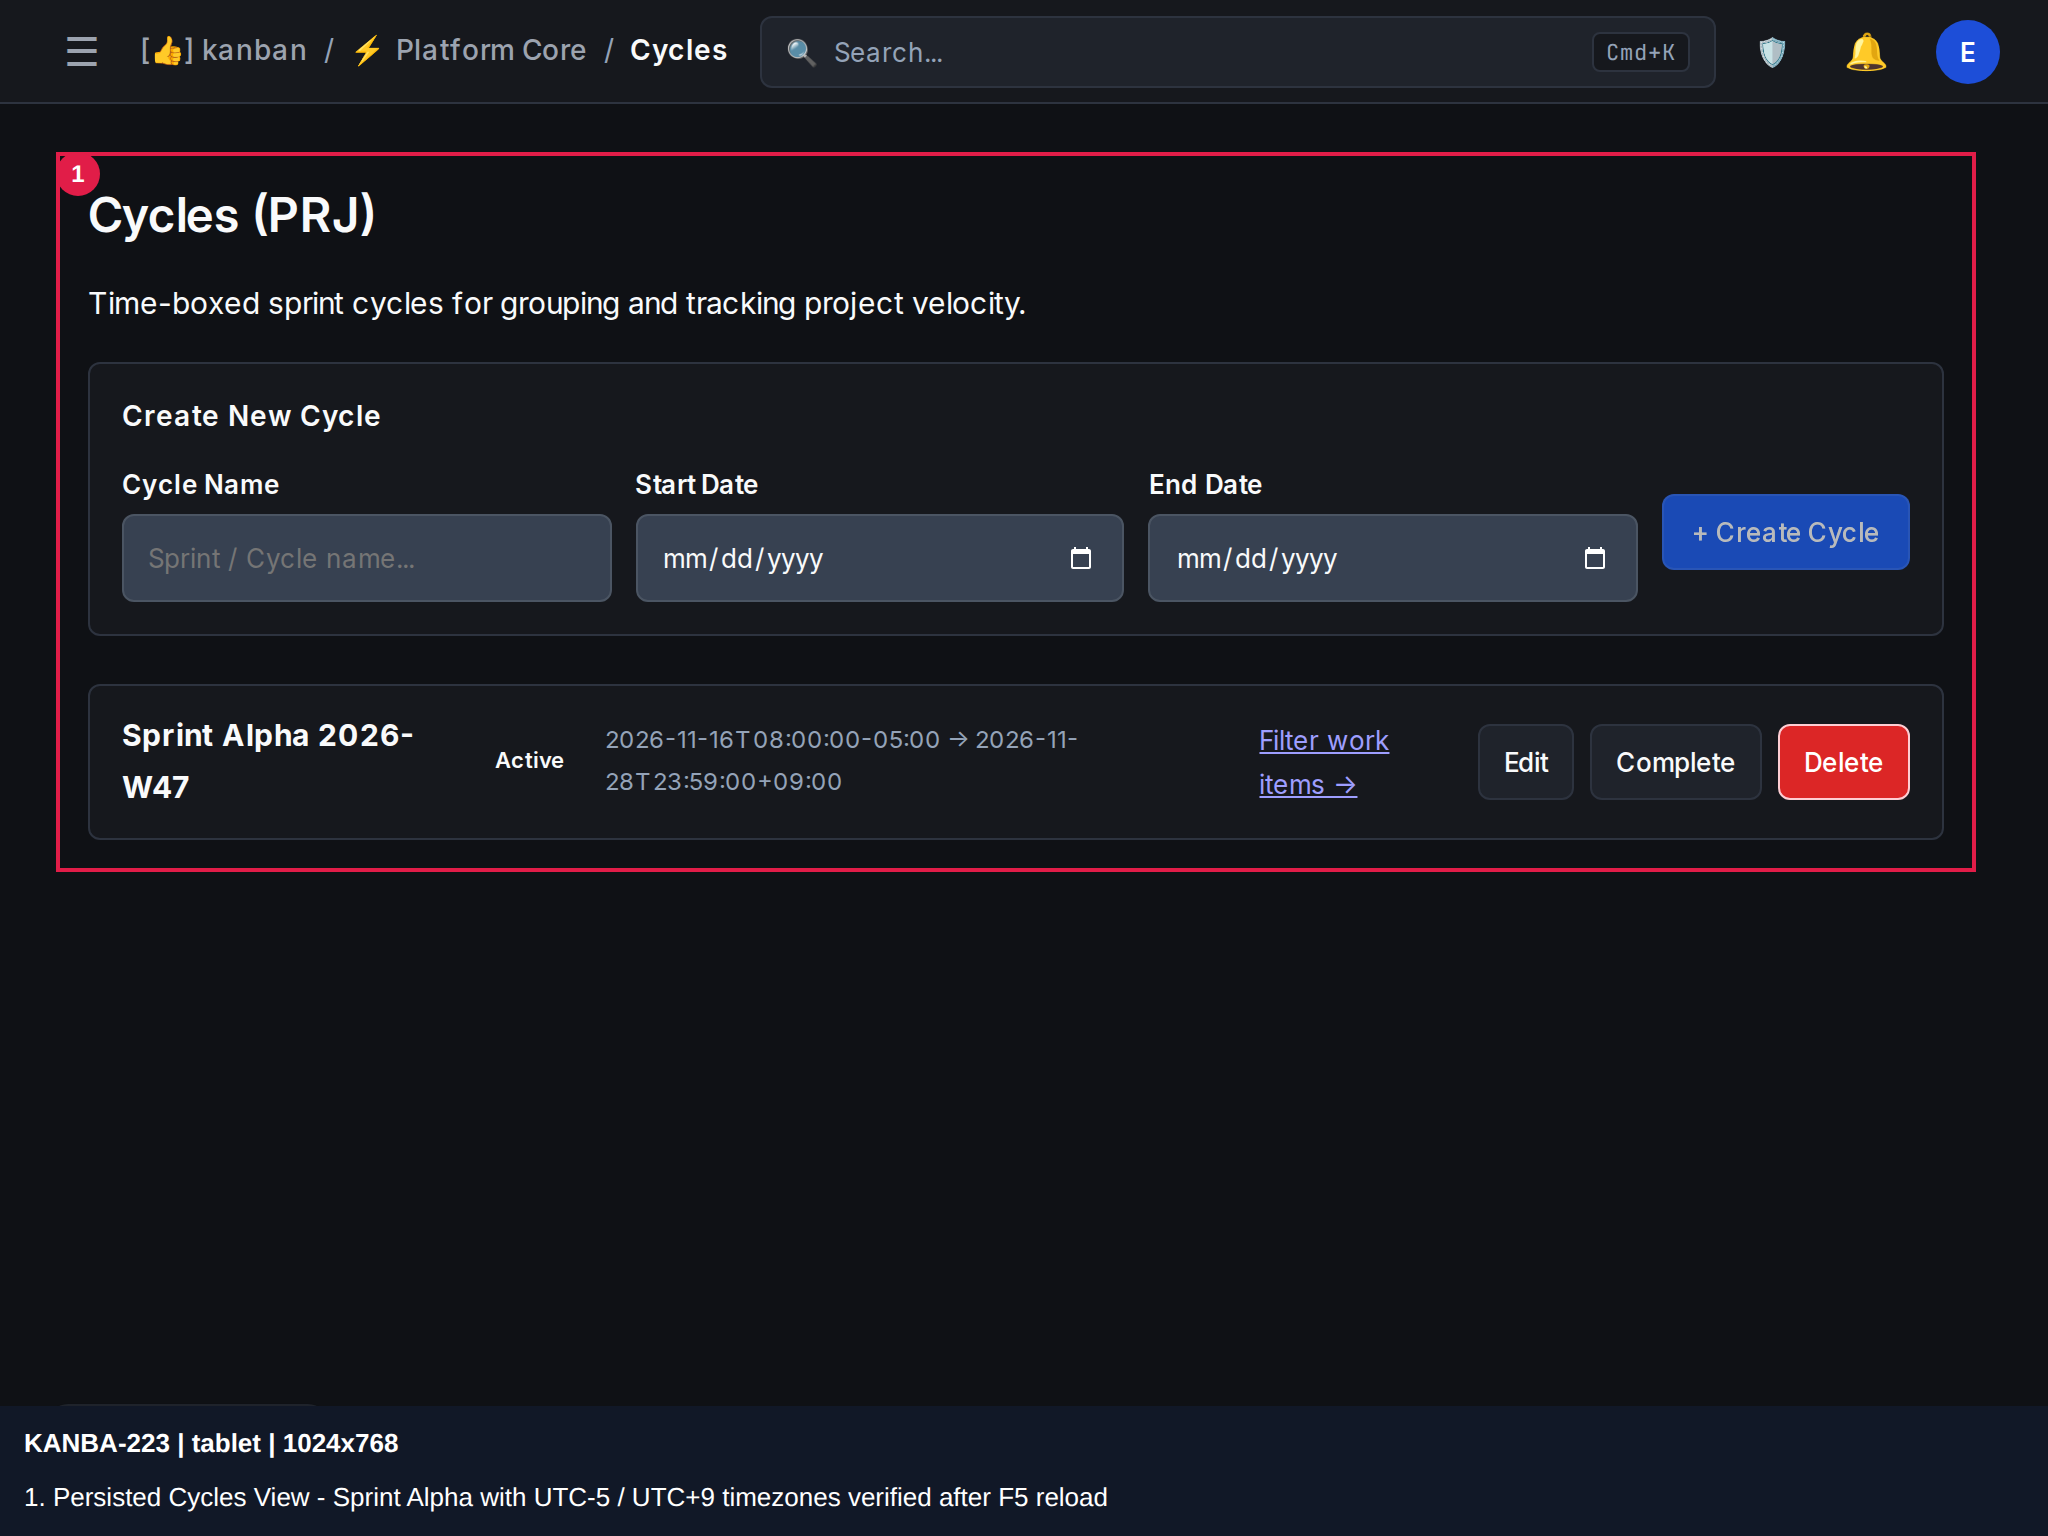 ☰ [👍] kanban / ⚡ Platform Core / Cycles 🔍 Search... Cmd+K 🛡️ 🔔 E
1
Cycles (PRJ)
Time-boxed sprint cycles for grouping and tracking project velocity.
Create New Cycle
Cycle Name Start Date End Date
Sprint / Cycle name... mm/dd/yyyy mm/dd/yyyy + Create Cycle
Sprint Alpha 2026-
W47
Active
2026-11-16T08:00:00-05:00 → 2026-11-
28T23:59:00+09:00
Filter work
items →
Edit Complete Delete
KANBA-223 | tablet | 1024x768
1. Persisted Cycles View - Sprint Alpha with UTC-5 / UTC+9 timezones verified after F5 reload